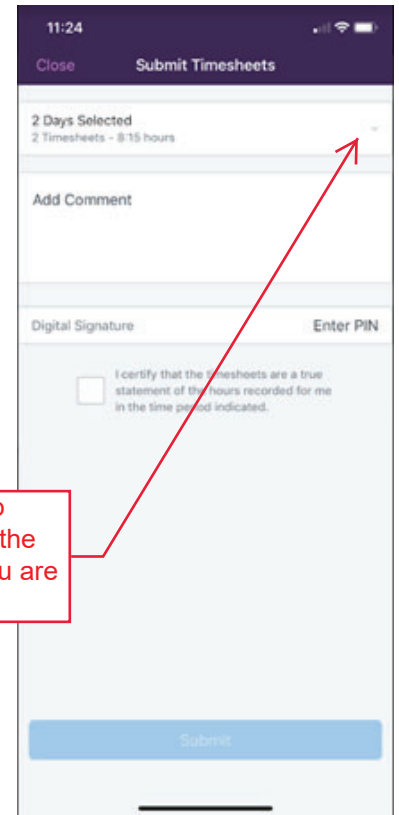 11:24
Close Submit Timesheets
2 Days Selected
2 Timesheets - 8:15 hours
Add Comment
Digital Signature Enter PIN
I certify that the timesheets are a true
statement of the hours recorded for me
in the time period indicated.
the
u are
Submit